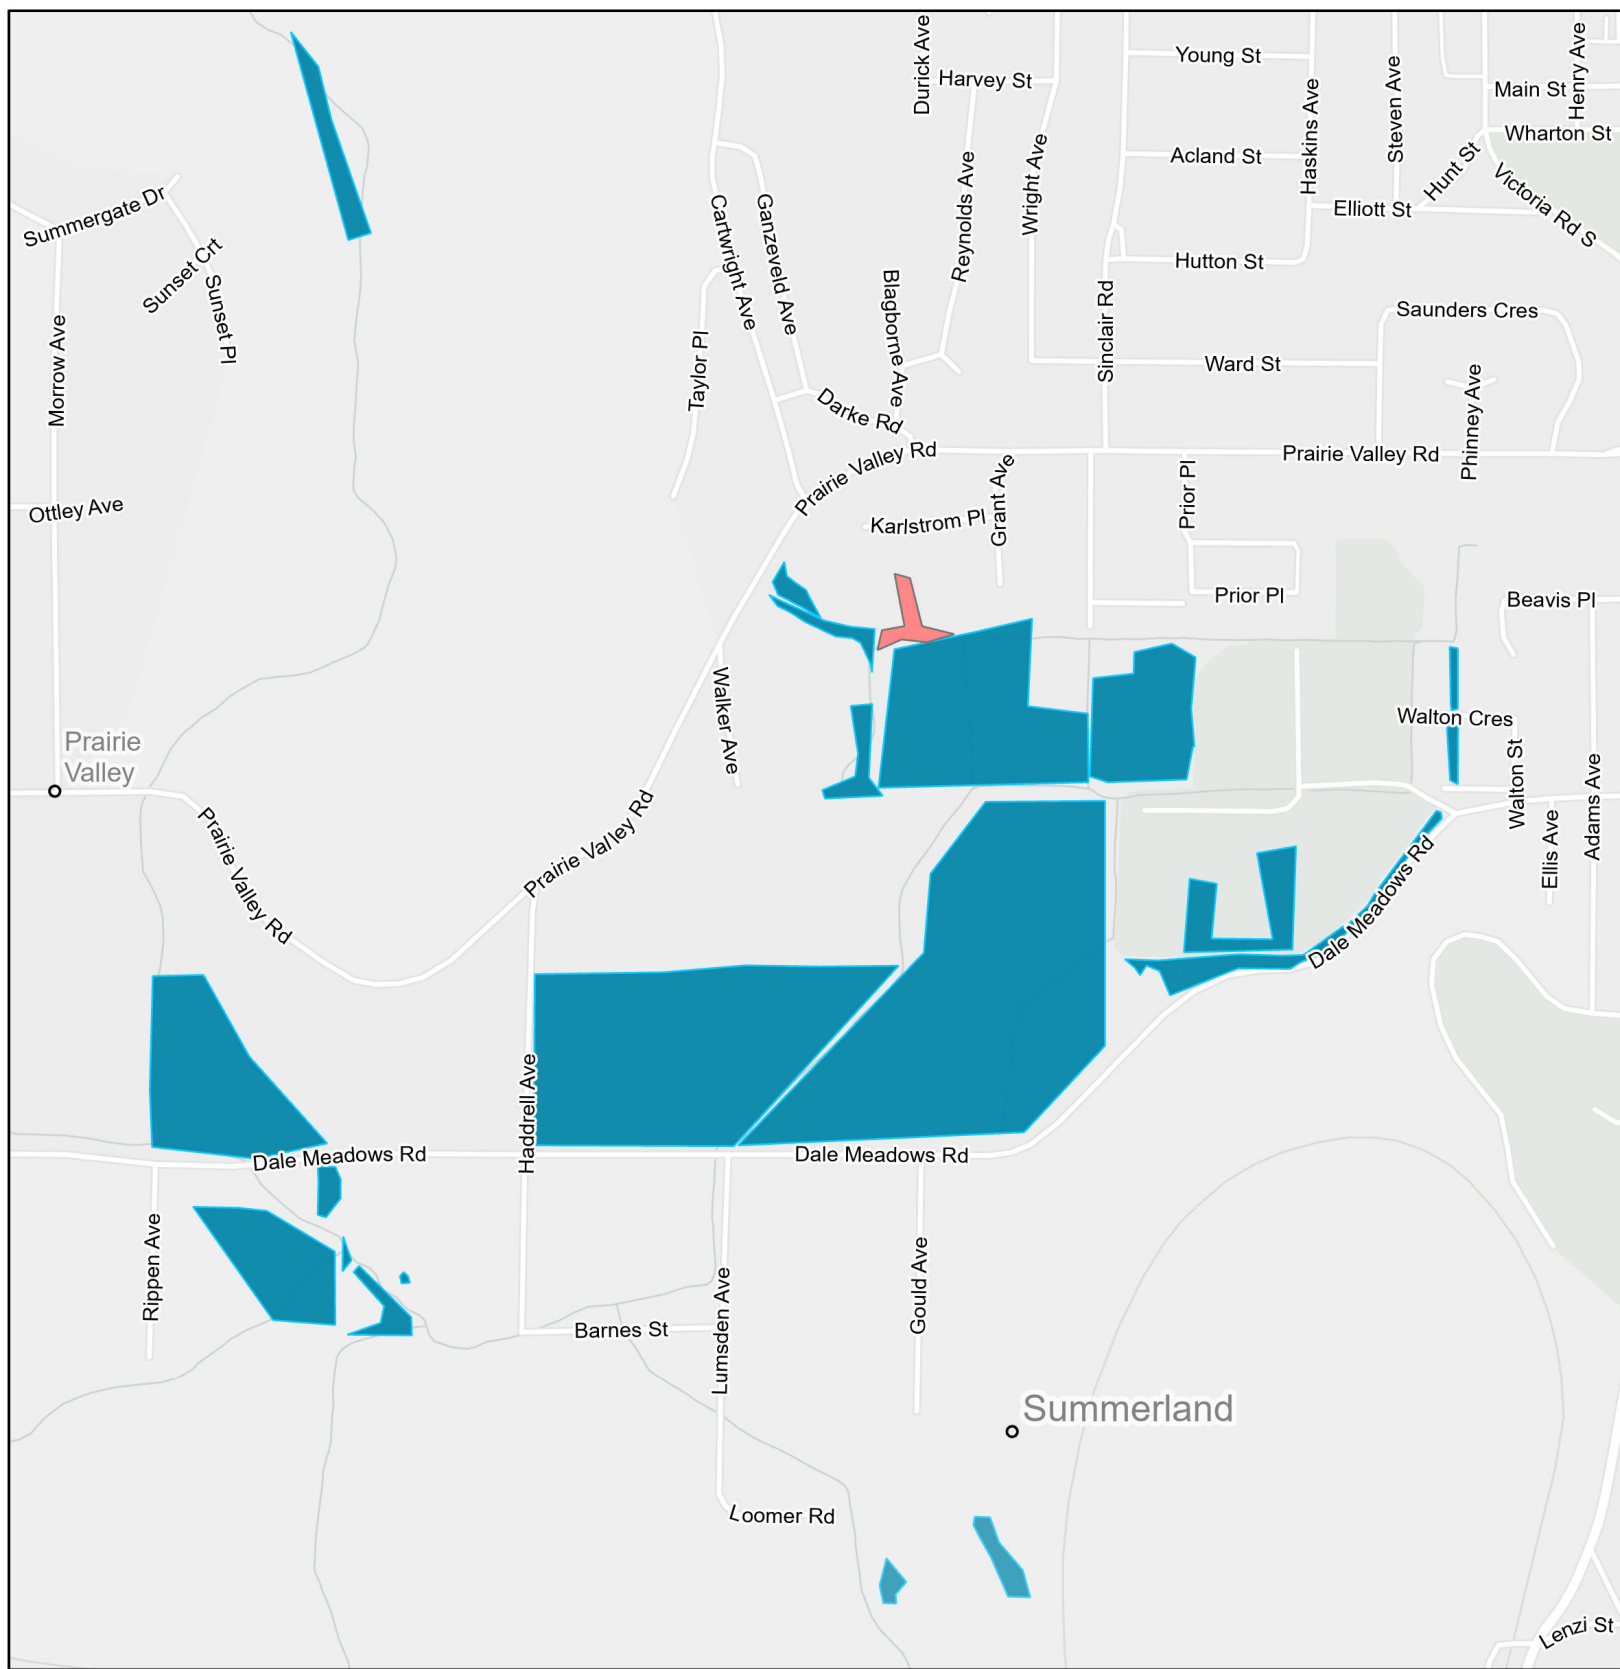 Durick Ave
Harvey St
Young St
Haskins Ave
Steven Ave
Henry Ave
Main St
Wharton St
Acland St
Hunt St
Victoria Rd S
Elliott St
Wright Ave
Reynolds Ave
Hutton St
Summergate Dr
Sunset Crt
Sunset Pl
Morrow Ave
Cartwright Ave
Ganzeveld Ave
Blagborne Ave
Taylor Pl
Sinclair Rd
Saunders Cres
Ward St
Phinney Ave
Darke Rd
Prairie Valley Rd
Prairie Valley Rd
Grant Ave
Prior Pl
Ottley Ave
Karlstrom Pl
Prior Pl
Beavis Pl
Walker Ave
Walton Cres
Walton St
Prairie
Valley
Adams Ave
Ellis Ave
Prairie Valley Rd
Prairie Valley Rd
Dale Meadows Rd
Haddrell Ave
Dale Meadows Rd
Dale Meadows Rd
Rippen Ave
Gould Ave
Lumsden Ave
Barnes St
Summerland
Loomer Rd
Lenzi St